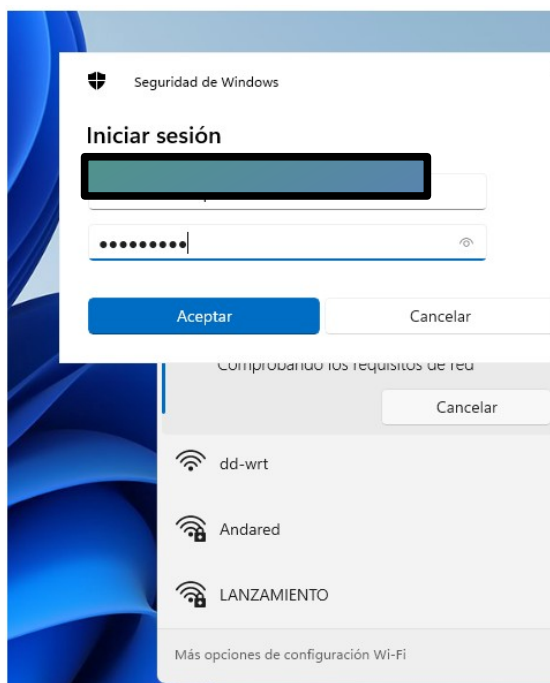 Seguridad de Windows
Iniciar sesión
•••••••••
Aceptar
Cancelar
Comprobando los requisitos de red
Cancelar
dd-wrt
Andared
LANZAMIENTO
Más opciones de configuración Wi-Fi